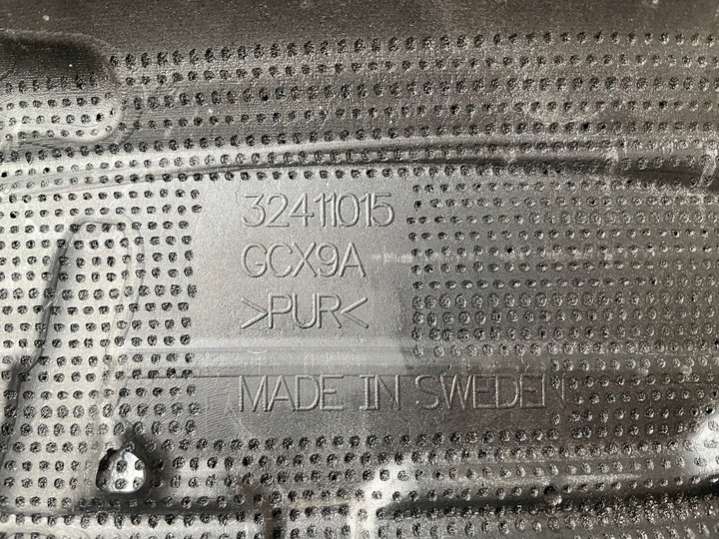 32411015
GCX9A
>PUR<
MADE IN SWEDEN